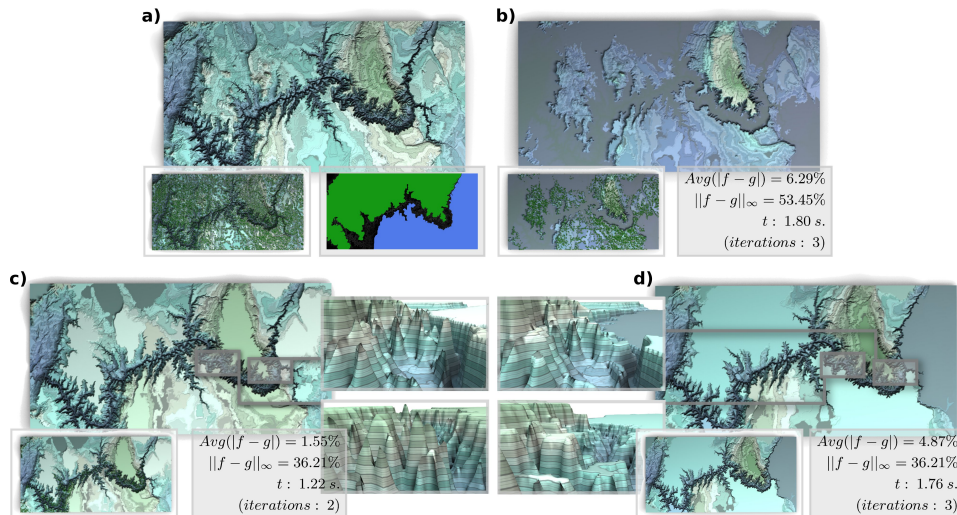 a)
b)
Avg(|f − g|) = 6.29%
||f − g||∞ = 53.45%
t : 1.80 s.
(iterations : 3)
c)
d)
Avg(|f − g|) = 1.55%
||f − g||∞ = 36.21%
t : 1.22 s.
(iterations : 2)
Avg(|f − g|) = 4.87%
||f − g||∞ = 36.21%
t : 1.76 s.
(iterations : 3)